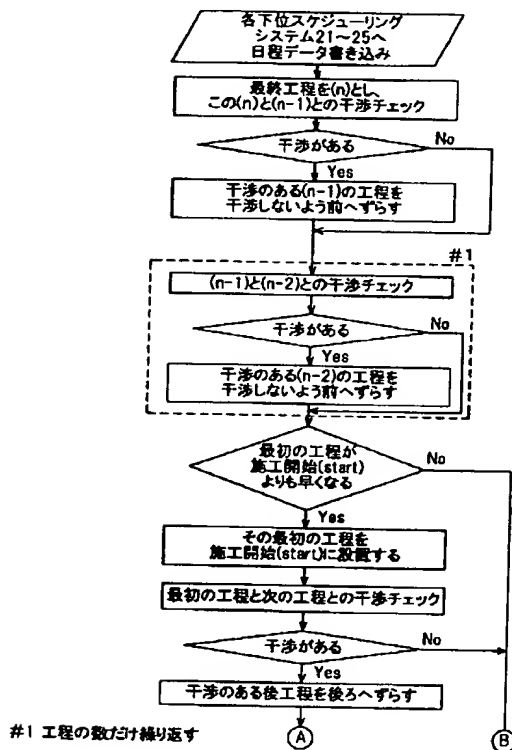 各下位スケジューリング
システム21～25へ
日程データ書き込み
最終工程を(n)とし、
この(n)と(n-1)との干渉チェック
干渉がある
No
Yes
干渉のある(n-1)の工程を
干渉しないよう前へずらす
#1
(n-1)と(n-2)との干渉チェック
干渉がある
No
Yes
干渉のある(n-2)の工程を
干渉しないよう前へずらす
最初の工程が
施工開始(start)
よりも早くなる
No
Yes
その最初の工程を
施工開始(start)に設置する
最初の工程と次の工程との干渉チェック
干渉がある
No
Yes
干渉のある後工程を後ろへずらす
#1 工程の数だけ繰り返す
A
B